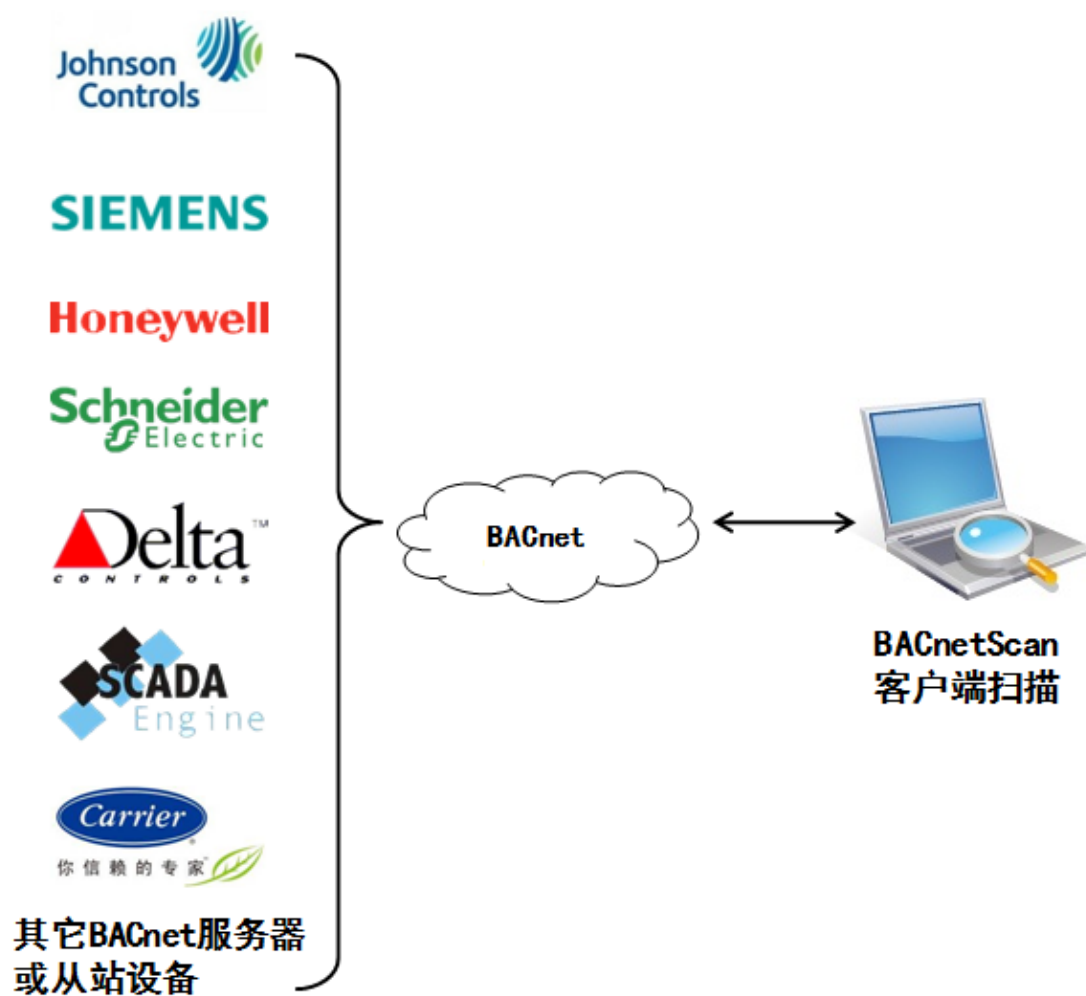 Johnson
Controls
SIEMENS
Honeywell
Schneider
Electric
Delta™
CONTROLS
SCADA
Engine
Carrier
你信赖的专家
其它BACnet服务器
或从站设备
BACnet
BACnetScan
客户端扫描